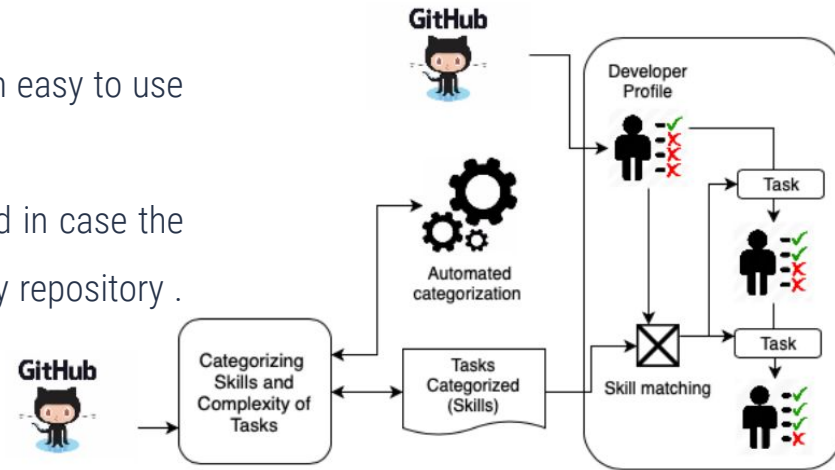 GitHub
Developer
Profile
easy to use
Task
in case the
repository .
Automated
categorization
Task
GitHub
Categorizing
Skills and
Complexity of
Tasks
Tasks
Categorized
(Skills)
Skill matching